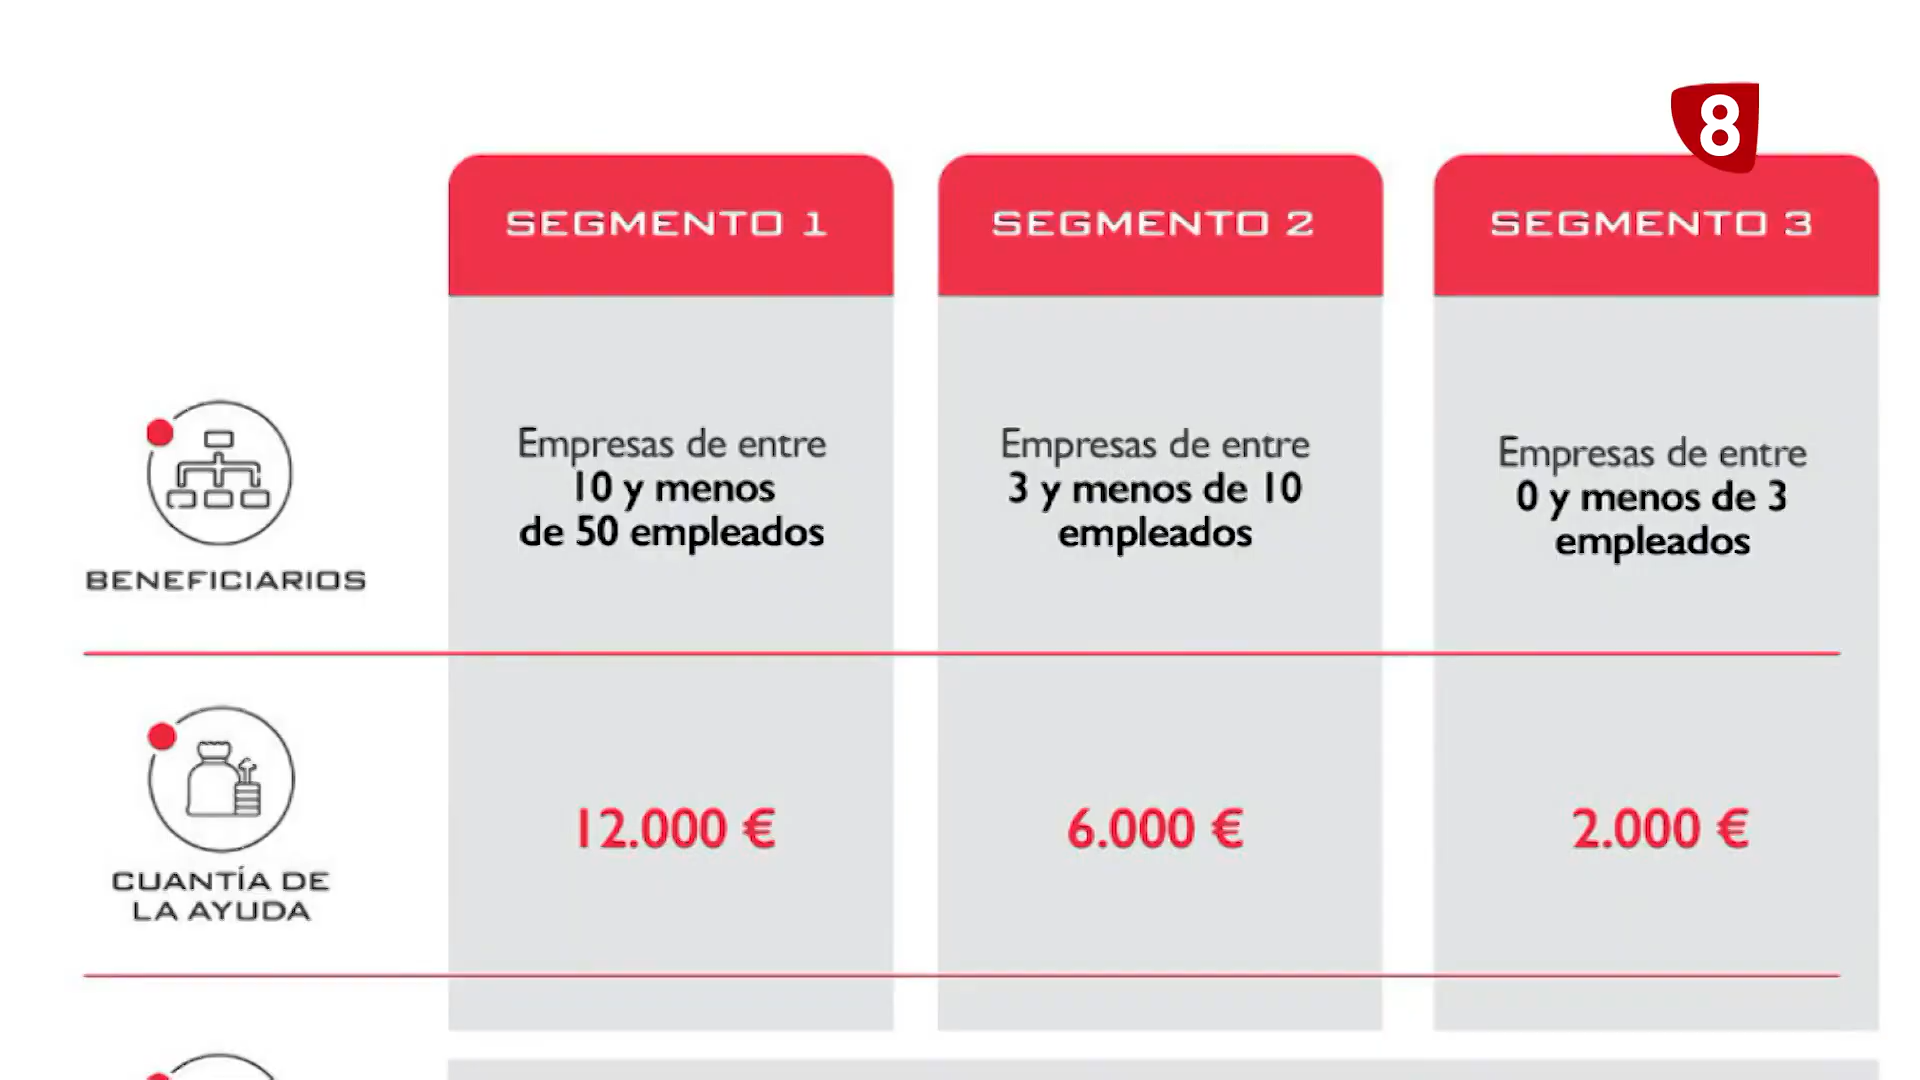 8
SEGMENTO 1
SEGMENTO 2
SEGMENTO 3
BENEFICIARIOS
Empresas de entre
10 y menos
de 50 empleados
Empresas de entre
3 y menos de 10
empleados
Empresas de entre
0 y menos de 3
empleados
CUANTÍA DE
LA AYUDA
12.000 €
6.000 €
2.000 €